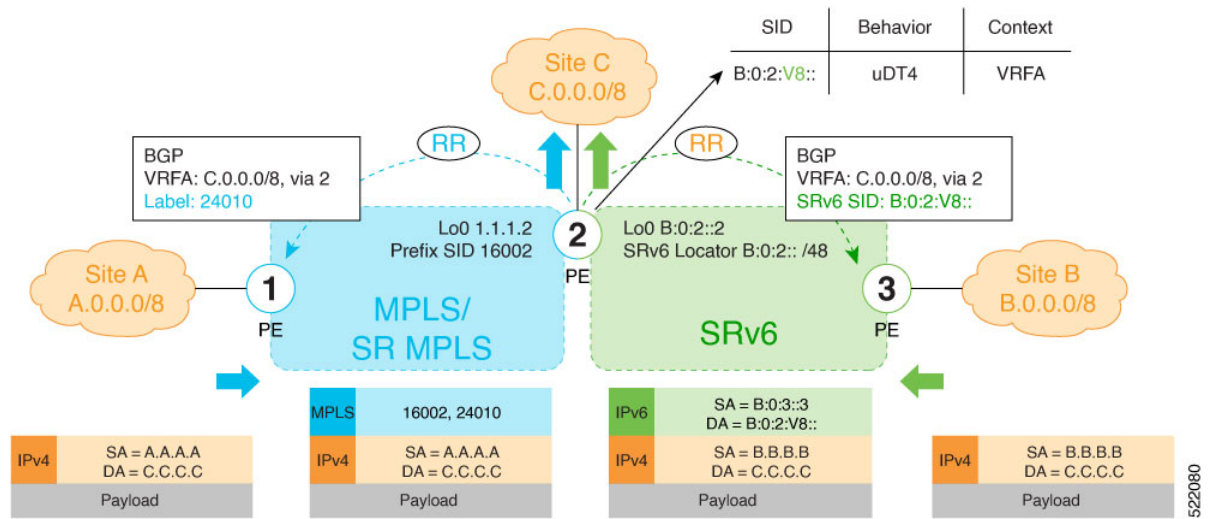 SID Behavior Context
B:0:2:V8:: uDT4 VRFA
Site C
C.0.0.0/8
RR
RR
BGP
VRFA: C.0.0.0/8, via 2
Label: 24010
BGP
VRFA: C.0.0.0/8, via 2
SRv6 SID: B:0:2:V8::
Lo0 1.1.1.2
Prefix SID 16002
2
PE
Lo0 B:0:2::2
SRv6 Locator B:0:2:: /48
Site A
A.0.0.0/8
1
PE
MPLS/
SR MPLS
SRv6
3
PE
Site B
B.0.0.0/8
MPLS 16002, 24010
IPv6 SA = B:0:3::3
DA = B:0:2:V8::
IPv4 SA = A.A.A.A
DA = C.C.C.C
Payload
IPv4 SA = A.A.A.A
DA = C.C.C.C
Payload
IPv4 SA = B.B.B.B
DA = C.C.C.C
Payload
IPv4 SA = B.B.B.B
DA = C.C.C.C
Payload
522080